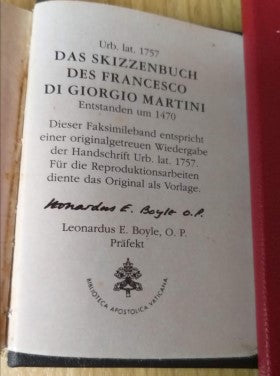 Urb. lat. 1757
DAS SKIZZENBUCH
DES FRANCESCO
DI GIORGIO MARTINI
Entstanden um 1470
Dieser Faksimileband entspricht
einer originalgetreuen Wiedergabe
der Handschrift Urb. lat. 1757.
Für die Reproduktionsarbeiten
diente das Original als Vorlage.
Leonardus E. Boyle O.P.
Leonardus E. Boyle, O. P.
Präfekt
BIBLIOTECA APOSTOLICA VATICANA